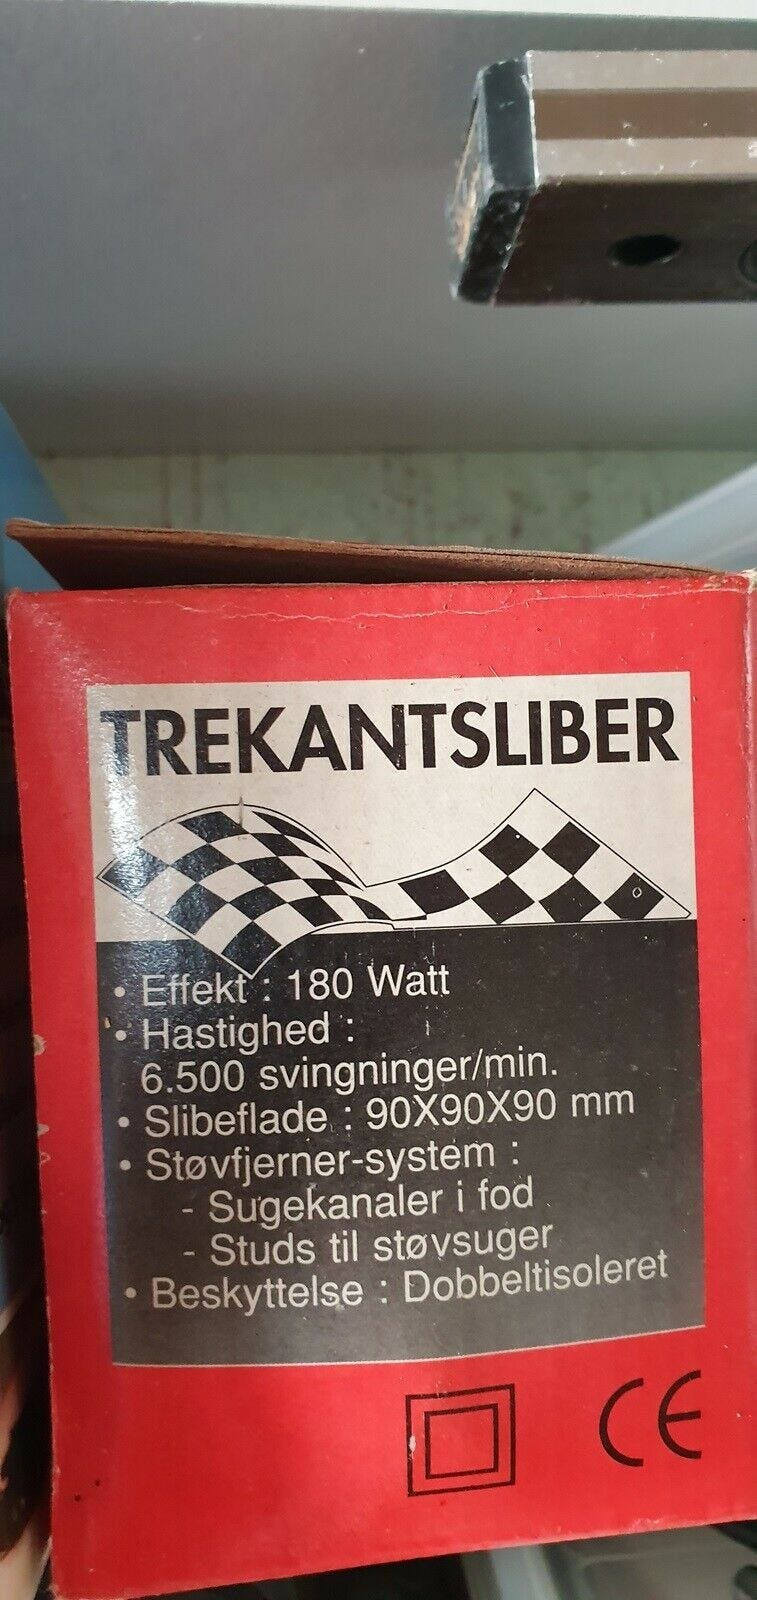 TREKANTSLIBER
• Effekt : 180 Watt
• Hastighed :
6.500 svingninger/min.
• Slibeflade : 90X90X90 mm
• Støvfjerner-system :
- Sugekanaler i fod
- Studs til støvsuger
• Beskyttelse : Dobbeltisoleret
CE